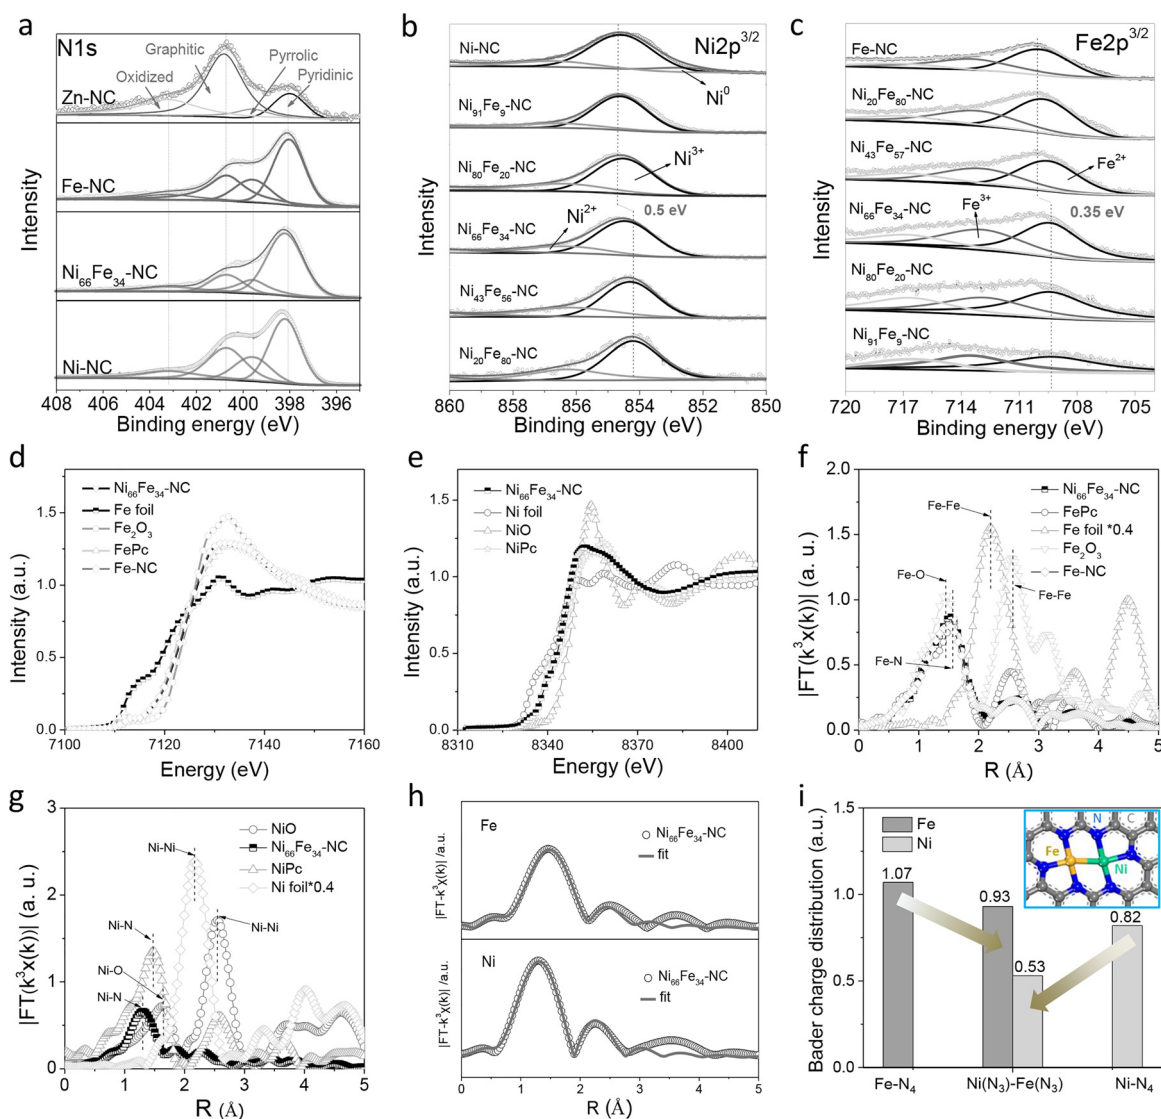 a
N1s
Graphitic
Pyrrolic
Oxidized
Pyridinic
Zn-NC
Fe-NC
Ni66Fe34-NC
Ni-NC
Intensity
408 406 404 402 400 398 396
Binding energy (eV)
b
Ni2p3/2
Ni-NC
Ni0
Ni91Fe9-NC
Ni3+
Ni80Fe20-NC
0.5 eV
Ni2+
Ni66Fe34-NC
Ni43Fe56-NC
Ni20Fe80-NC
Intensity
860 858 856 854 852 850
Binding energy (eV)
c
Fe2p3/2
Fe-NC
Ni20Fe80-NC
Ni43Fe57-NC
Fe2+
Ni66Fe34-NC
Fe3+
0.35 eV
Ni80Fe20-NC
Ni91Fe9-NC
Intensity
720 717 714 711 708 705
Binding energy (eV)
d
Ni66Fe34-NC
Fe foil
Fe2O3
FePc
Fe-NC
1.5
1.0
0.5
0.0
Intensity (a.u.)
7100 7120 7140 7160
Energy (eV)
e
Ni66Fe34-NC
Ni foil
NiO
NiPc
1.5
1.0
0.5
0.0
Intensity (a.u.)
8310 8340 8370 8400
Energy (eV)
f
Ni66Fe34-NC
FePc
Fe foil *0.4
Fe2O3
Fe-NC
Fe-Fe
Fe-O
Fe-Fe
Fe-N
2.0
1.5
1.0
0.5
0.0
|FT(k3x(k))| (a. u.)
0 1 2 3 4 5
R (Å)
g
NiO
Ni66Fe34-NC
NiPc
Ni foil*0.4
Ni-Ni
Ni-N
Ni-Ni
Ni-O
Ni-N
3
2
1
0
|FT(k3x(k))| (a. u.)
0 1 2 3 4 5
R (Å)
h
Fe
Ni66Fe34-NC
fit
|FT-k3χ(k)| /a.u.
Ni
Ni66Fe34-NC
fit
|FT-k3χ(k)| /a.u.
0 1 2 3 4 5
R (Å)
i
Fe
Ni
N C
Fe
Ni
1.07
0.93
0.53
0.82
1.5
1.2
0.9
0.5
0.0
Bader charge distribution (a.u.)
Fe-N4 Ni(N3)-Fe(N3) Ni-N4